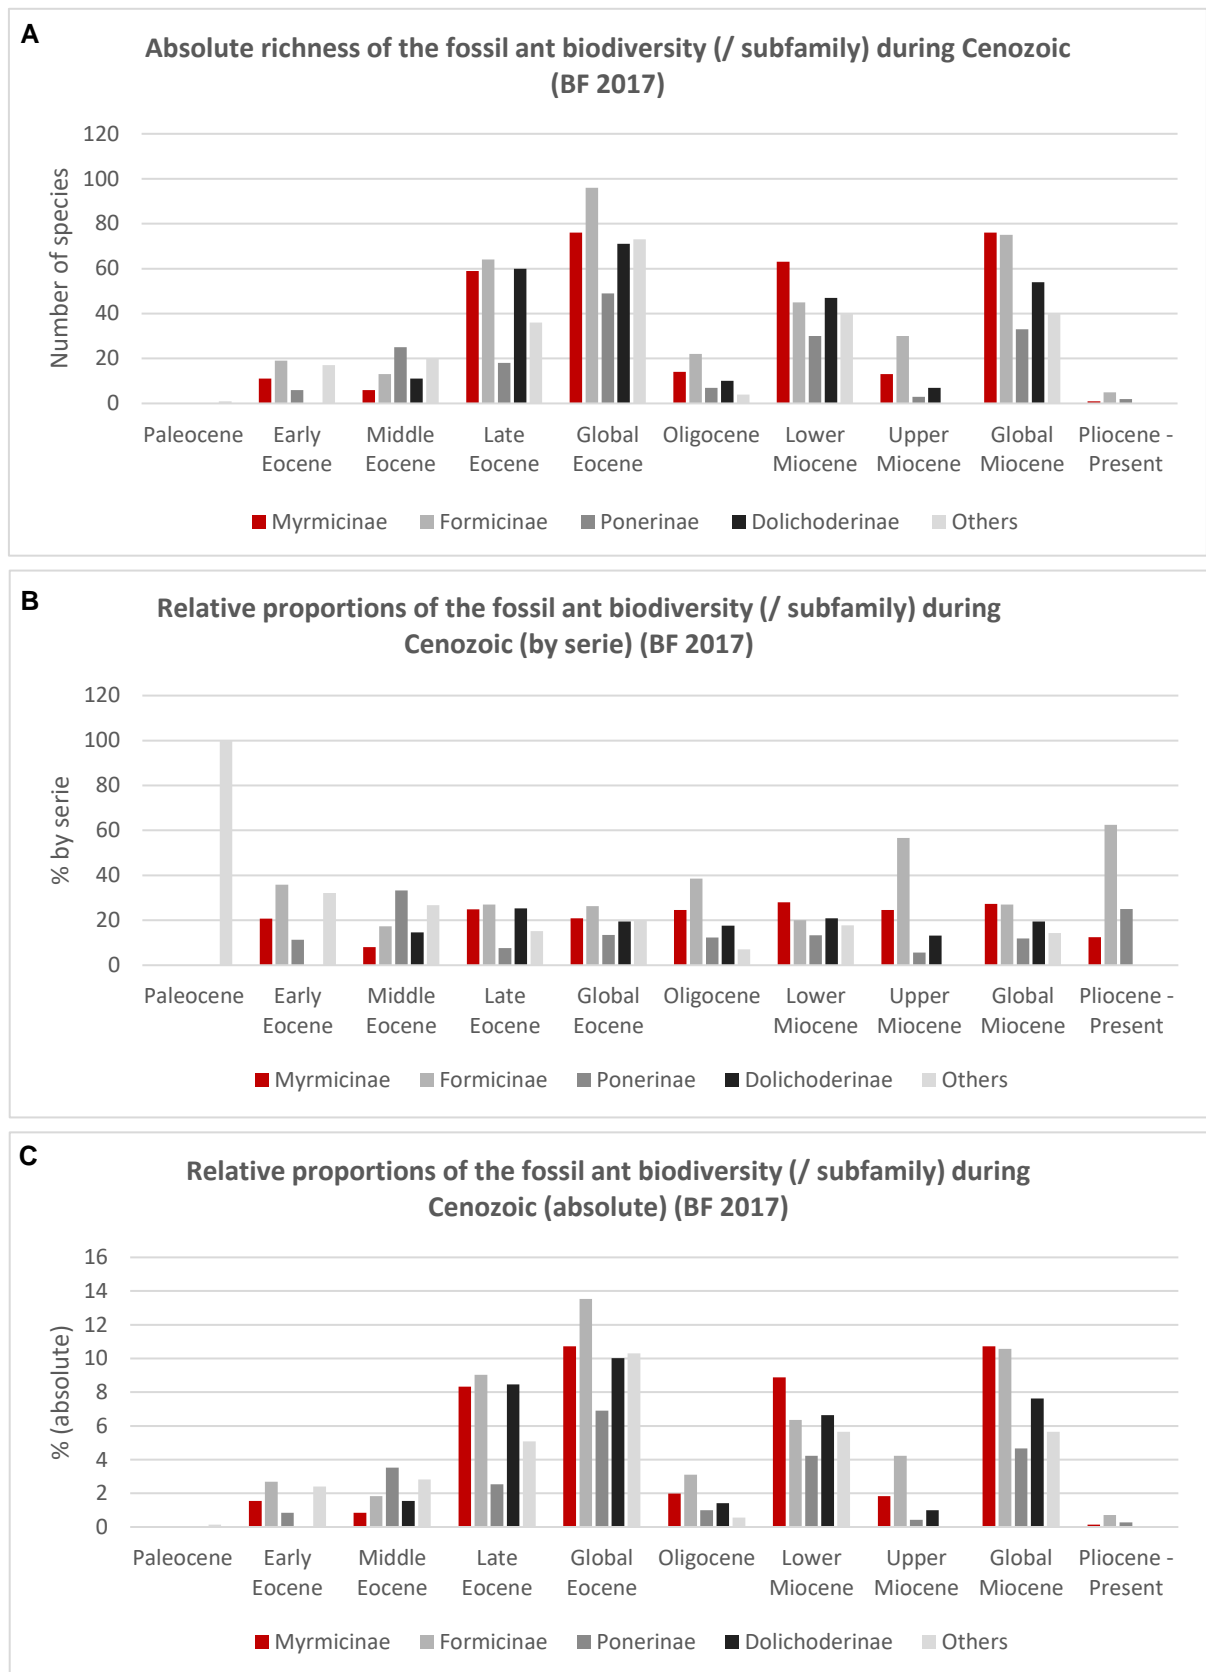 A
Absolute richness of the fossil ant biodiversity (/ subfamily) during Cenozoic
(BF 2017)
120
100
80
60
40
20
0
Number of species
Paleocene Early Middle Late Global Oligocene Lower Upper Global Pliocene -
Eocene Eocene Eocene Eocene Miocene Miocene Miocene Present
Myrmicinae Formicinae Ponerinae Dolichoderinae Others
B
Relative proportions of the fossil ant biodiversity (/ subfamily) during
Cenozoic (by serie) (BF 2017)
120
100
80
60
40
20
0
% by serie
Paleocene Early Middle Late Global Oligocene Lower Upper Global Pliocene -
Eocene Eocene Eocene Eocene Miocene Miocene Miocene Present
Myrmicinae Formicinae Ponerinae Dolichoderinae Others
C
Relative proportions of the fossil ant biodiversity (/ subfamily) during
Cenozoic (absolute) (BF 2017)
16
14
12
10
8
6
4
2
0
% (absolute)
Paleocene Early Middle Late Global Oligocene Lower Upper Global Pliocene -
Eocene Eocene Eocene Eocene Miocene Miocene Miocene Present
Myrmicinae Formicinae Ponerinae Dolichoderinae Others